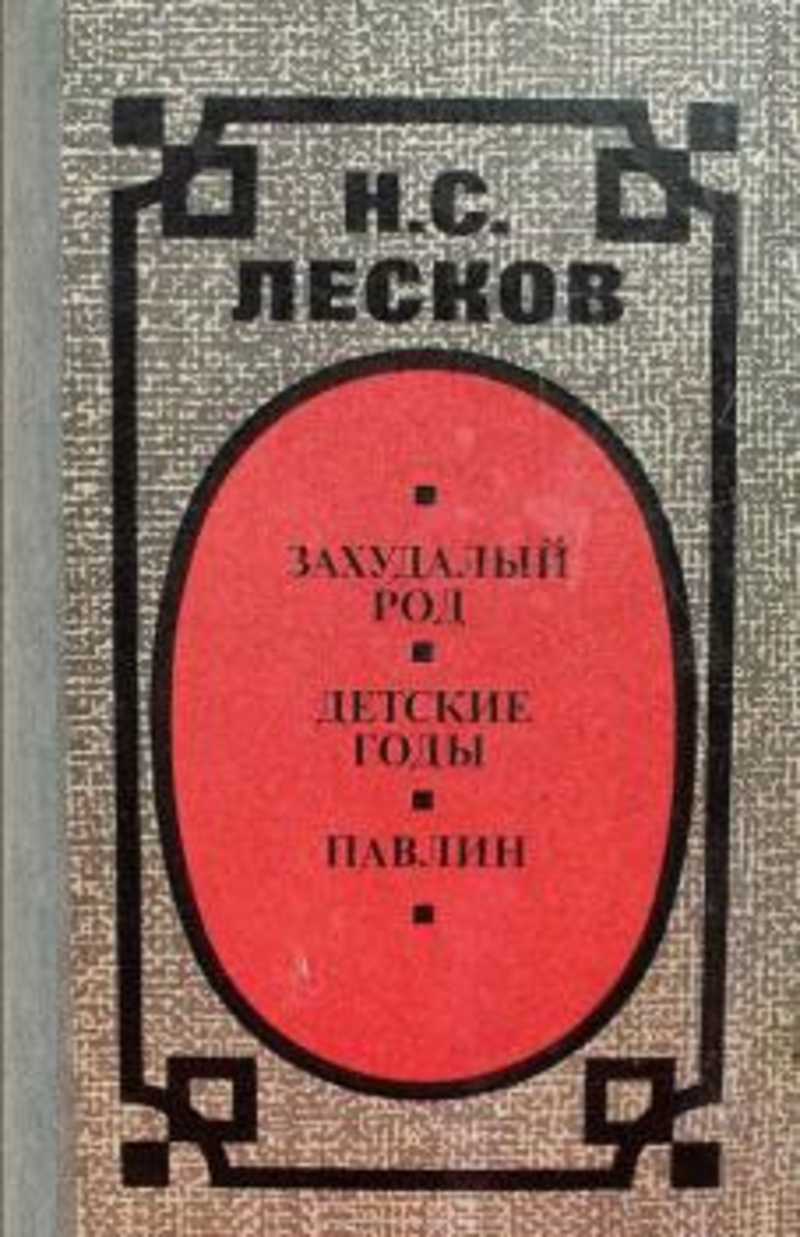 Н.С.
ЛЕСКОВ
ЗАХУДАЛЫЙ
РОД
ДЕТСКИЕ
ГОДЫ
ПАВЛИН